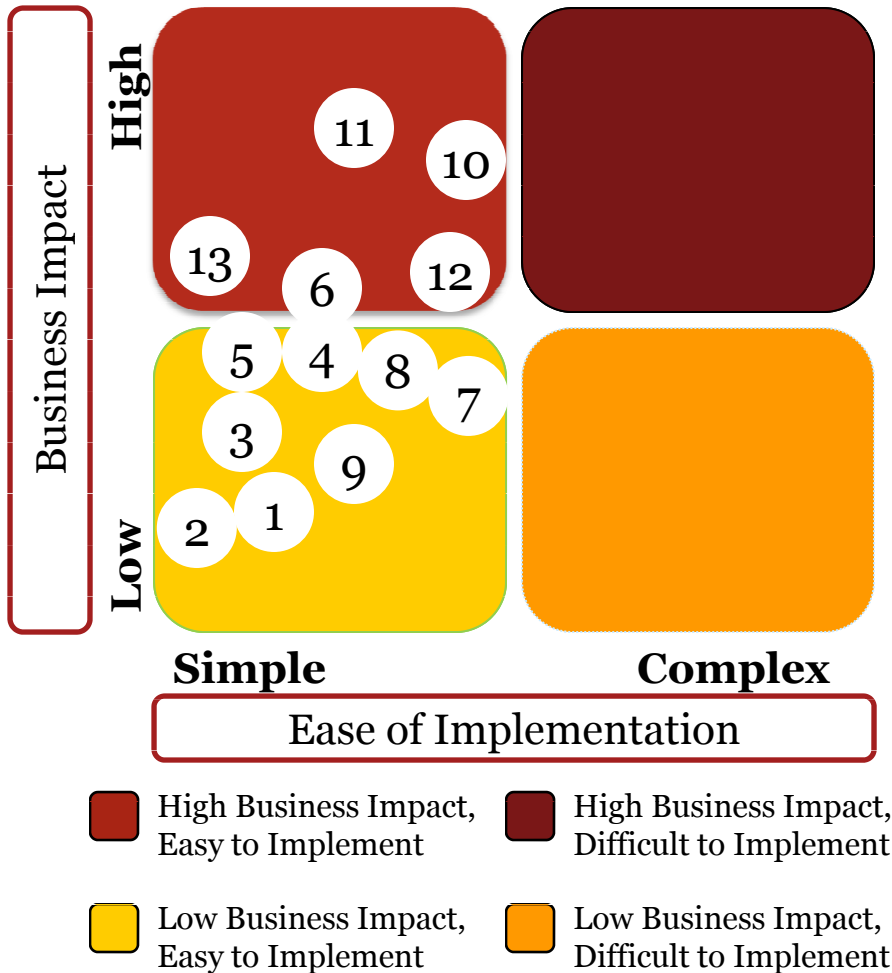 Business Impact
High
Low
11
10
13
12
6
5
4
8
7
3
9
1
2
Simple
Complex
Ease of Implementation
High Business Impact,
Easy to Implement
High Business Impact,
Difficult to Implement
Low Business Impact,
Easy to Implement
Low Business Impact,
Difficult to Implement